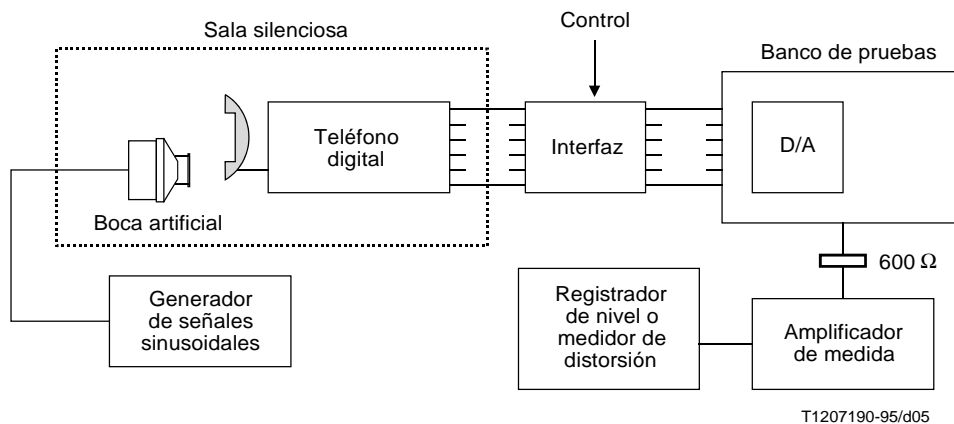 Sala silenciosa
Control
Banco de pruebas
Teléfono
digital
Interfaz
D/A
Boca artificial
600 Ω
Generador
de señales
sinusoidales
Registrador
de nivel o
medidor de
distorsión
Amplificador
de medida
T1207190-95/d05